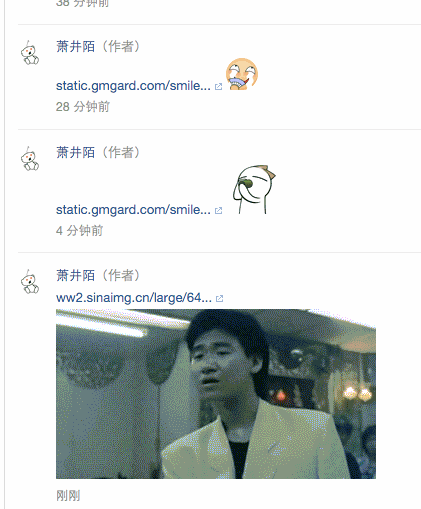 38 分钟前
萧井陌（作者）
static.gmgard.com/smile...
28 分钟前
萧井陌（作者）
static.gmgard.com/smile...
4 分钟前
萧井陌（作者）
ww2.sinaimg.cn/large/64...
刚刚